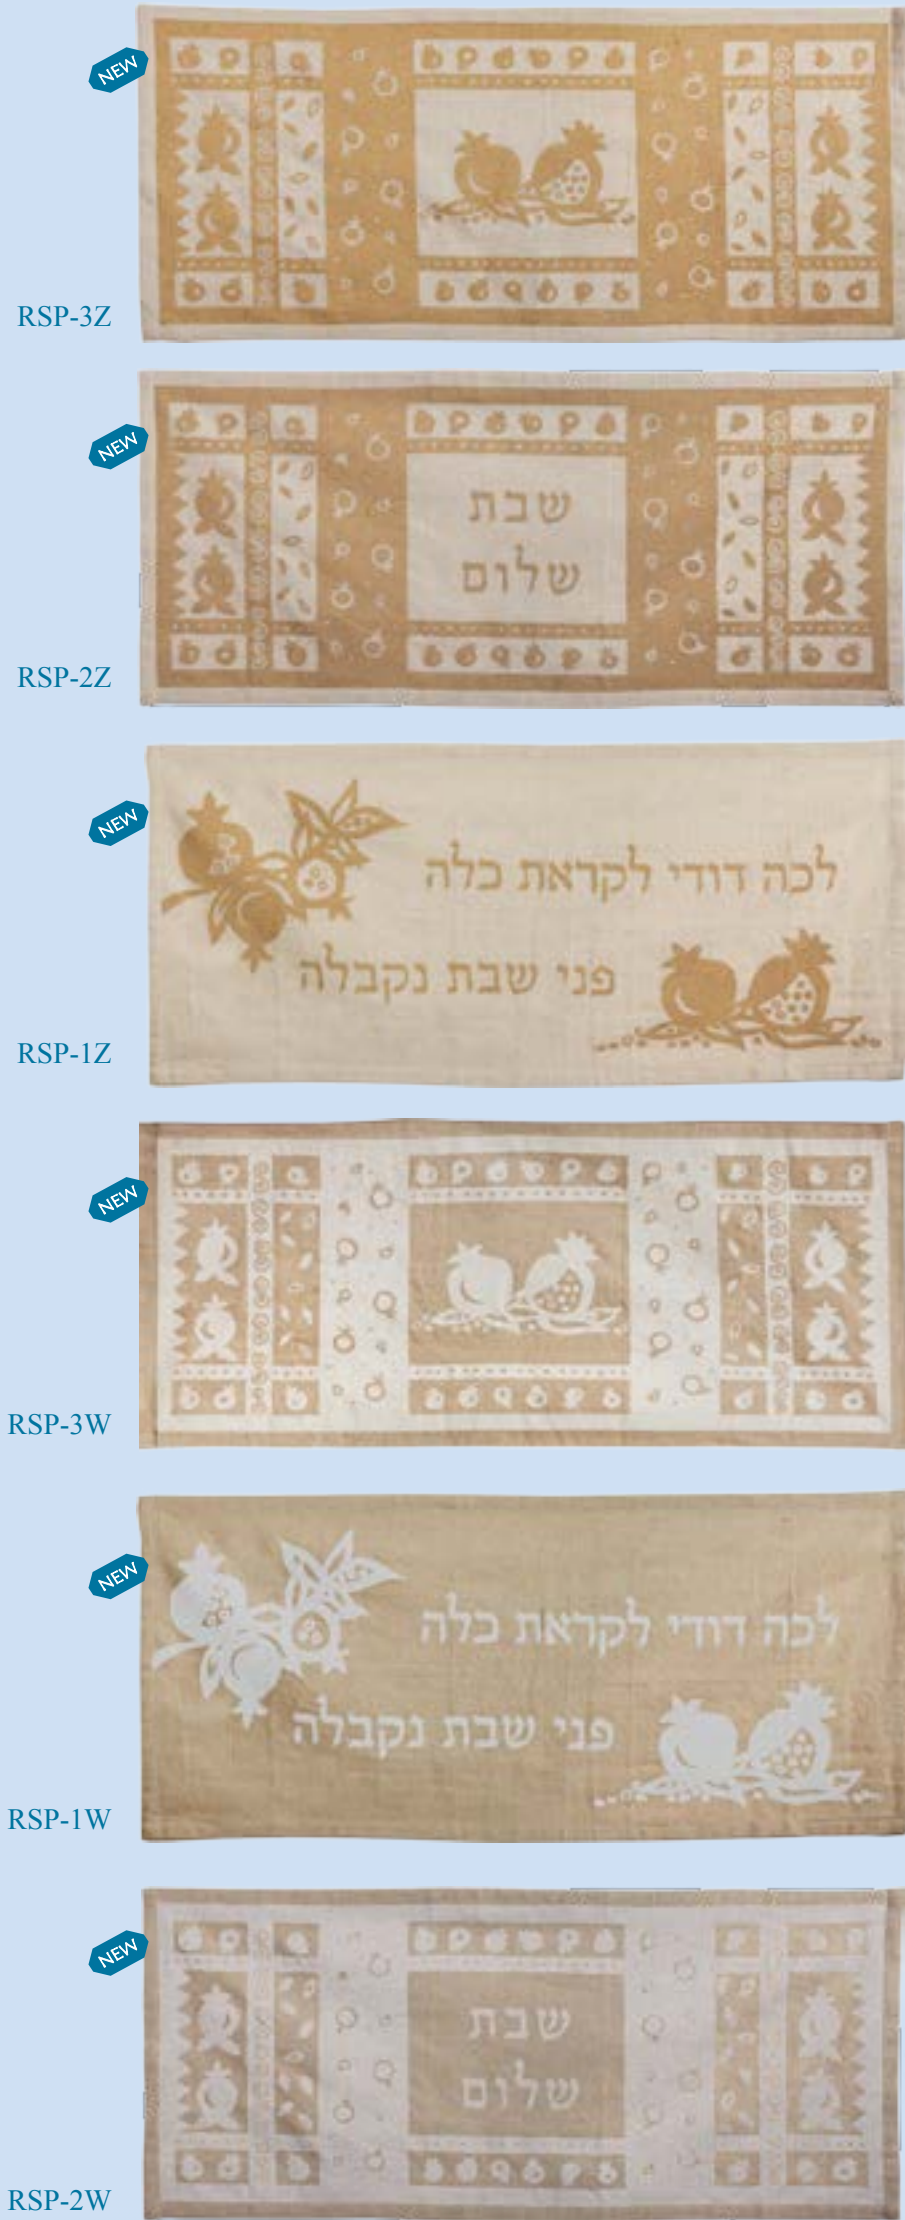 NEW
RSP-3Z
NEW
שבת
שלום
RSP-2Z
NEW
לכה דודי לקראת כלה
פני שבת נקבלה
RSP-1Z
NEW
RSP-3W
NEW
לכה דודי לקראת כלה
פני שבת נקבלה
RSP-1W
NEW
שבת
שלום
RSP-2W